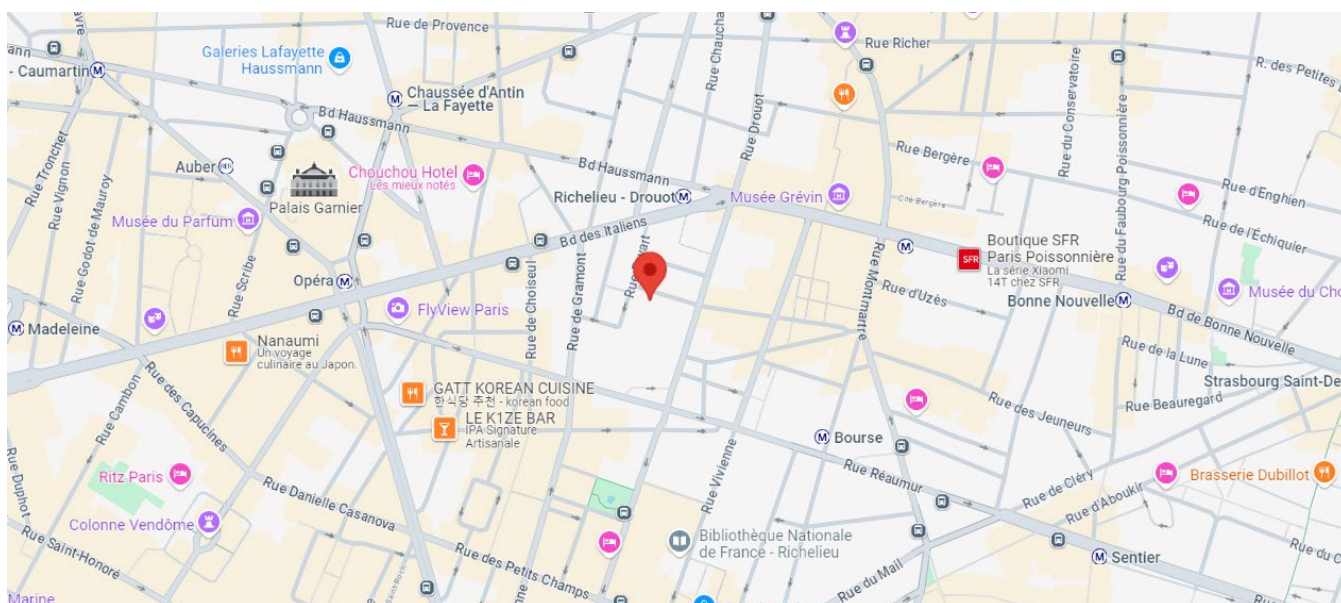 Rue de Provence
Rue Richer
Galeries Lafayette
Haussmann
- Caumartin
Rue Chaucha
R. des Petites
Chaussée d'Antin
— La Fayette
Bd Haussmann
Rue Drouot
Rue du Conservatoire
Rue du Faubourg Poissonnière
Rue Tronchet
Rue Vignon
Rue Godot de Mauroy
Auber
Palais Garnier
Chouchou Hotel
Les mieux notés
Bd Haussmann
Rue Bergère
Cité Bergère
Rue d'Enghien
Richelieu - Drouot
Musée Grévin
Musée du Parfum
Bd des Italiens
Rue de l'Échiquier
Boutique SFR
Paris Poissonnière
La série Xiaomi
14T chez SFR
SFR
Rue Scribe
Opéra
Rue de Choiseul
Rue de Gramont
Rue Montmartre
Rue d'Uzès
Bonne Nouvelle
Musée du Cho
FlyView Paris
Madeleine
Bd de Bonne Nouvelle
Nanaumi
Un voyage
culinaire au Japon.
Rue de la Lune
Strasbourg Saint-De
Rue Beauregard
GATT KOREAN CUISINE
한식당 주천 - korean food
LE K1ZE BAR
IPA Signature
Artisanale
Rue Cambon
Rue des Capucines
Rue des Jeuneurs
Bourse
Rue Réaumur
Rue Vivienne
Rue Duphot
Ritz Paris
Rue de Cléry
Rue d'Aboukir
Brasserie Dubillot
Rue Danielle Casanova
Colonne Vendôme
Rue Saint-Honoré
Rue des Petits Champs
Bibliothèque Nationale
de France - Richelieu
Rue du Mail
Sentier
Rue du C
Marine